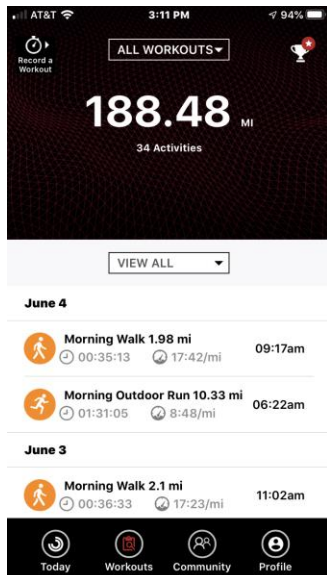 AT&T 3:11 PM 94%
Record a
Workout
ALL WORKOUTS
188.48 MI
34 Activities
VIEW ALL
June 4
Morning Walk 1.98 mi
00:35:13 17:42/mi
09:17am
Morning Outdoor Run 10.33 mi
01:31:05 8:48/mi
06:22am
June 3
Morning Walk 2.1 mi
00:36:33 17:23/mi
11:02am
Today Workouts Community Profile